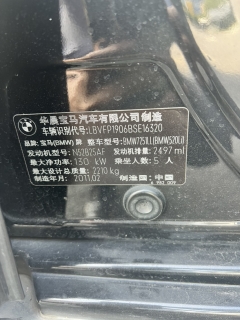 华晨宝马汽车有限公司 制造
车辆识别代号:LBVFP1906BSE16320
品牌:宝马(BMW) 牌 整车型号:BMW7251LL(BMW520Li)
发动机型号:N52B25AF 发动机排量:2497 ml
最大净功率:130 kW 乘坐人数:5 人
最大设计总质量:2210 kg
制造年月:2011.02 制造国:中国